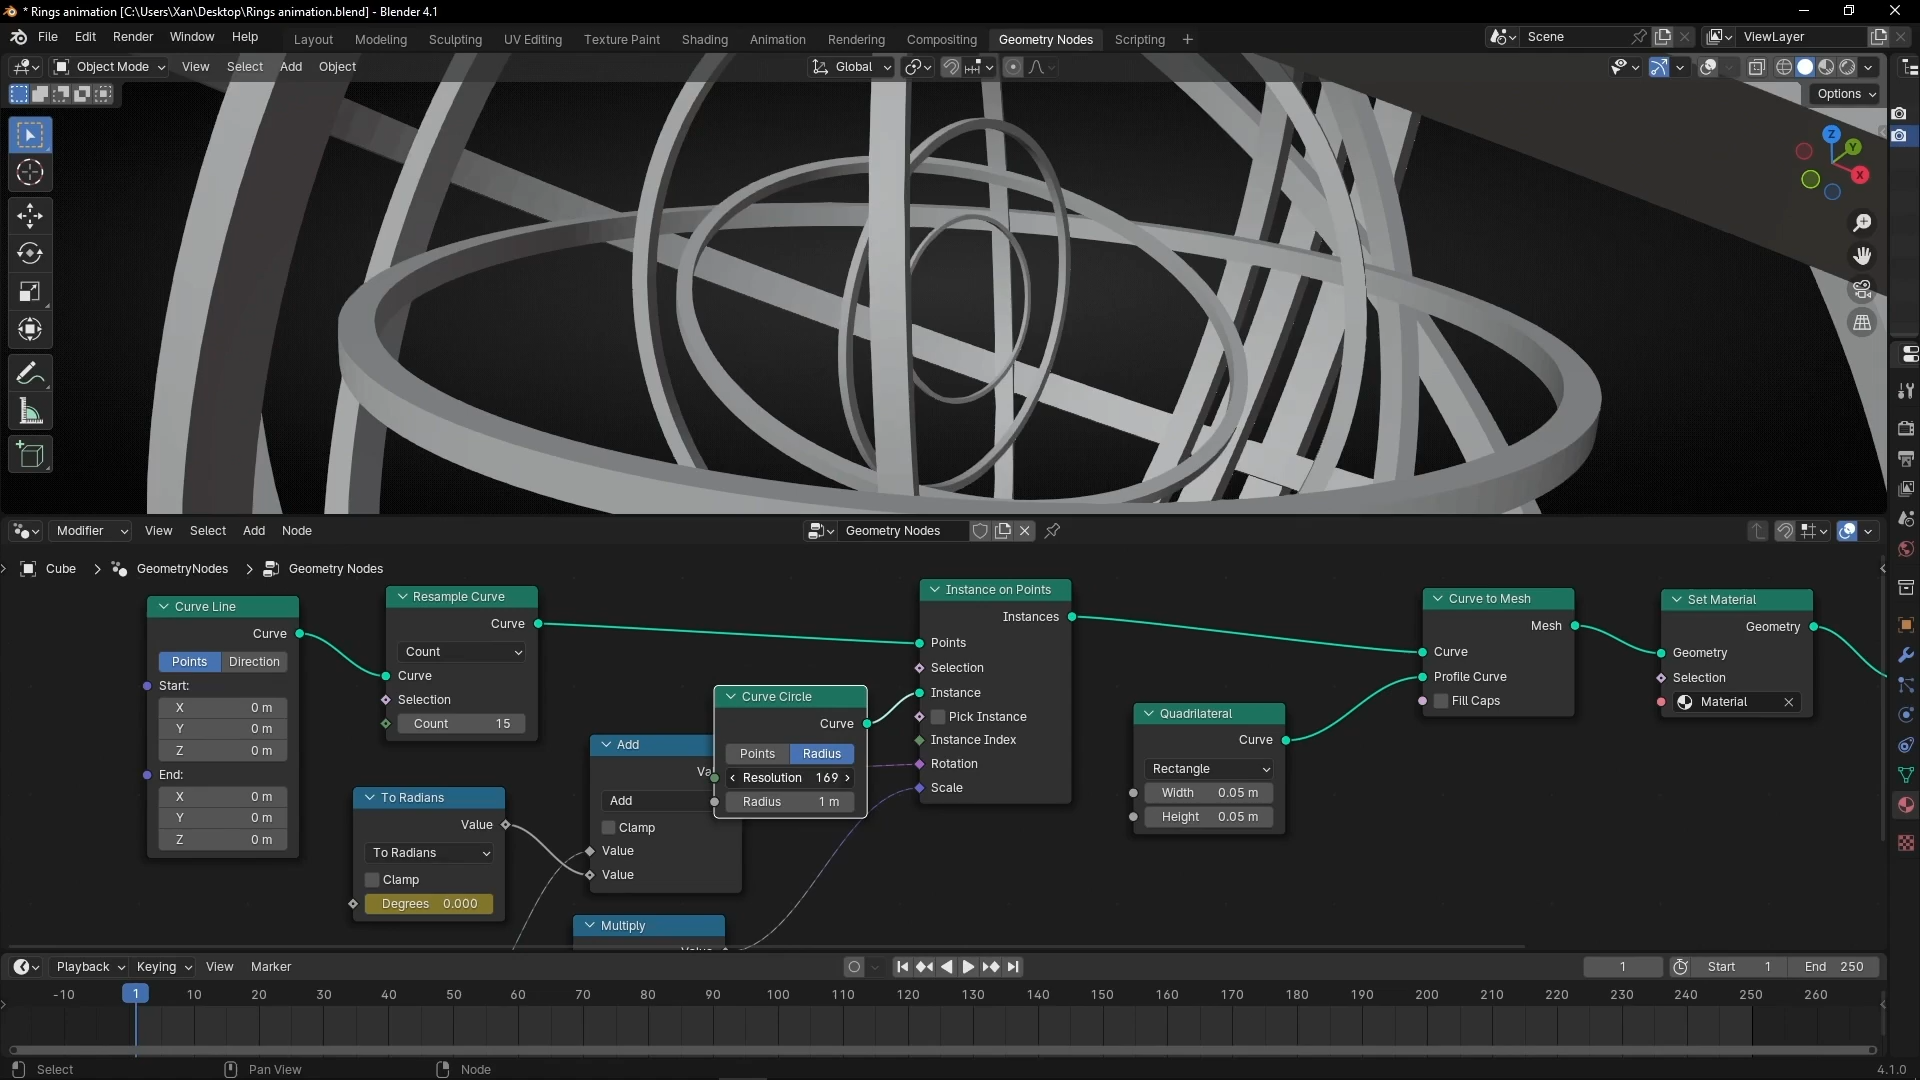 * Rings animation [C:\Users\Xan\Desktop\Rings animation.blend] - Blender 4.1
File Edit Render Window Help Layout Modeling Sculpting UV Editing Texture Paint Shading Animation Rendering Compositing Geometry Nodes Scripting + Scene ViewLayer
Object Mode View Select Add Object Global
Options
Z
Y
X
Modifier View Select Add Node Geometry Nodes
Cube > GeometryNodes > Geometry Nodes
Curve Line
Curve
Points Direction
Start:
X 0 m
Y 0 m
Z 0 m
End:
X 0 m
Y 0 m
Z 0 m
Resample Curve
Curve
Count
Curve
Selection
Count 15
To Radians
Value
To Radians
Clamp
Degrees 0.000
Add
Va
Add
Clamp
Value
Value
Multiply
Value
Curve Circle
Curve
Points Radius
Resolution 169
Radius 1 m
Instance on Points
Instances
Points
Selection
Instance
Pick Instance
Instance Index
Rotation
Scale
Quadrilateral
Curve
Rectangle
Width 0.05 m
Height 0.05 m
Curve to Mesh
Mesh
Curve
Profile Curve
Fill Caps
Set Material
Geometry
Geometry
Selection
Material
Playback Keying View Marker 1 Start 1 End 250
-10 1 10 20 30 40 50 60 70 80 90 100 110 120 130 140 150 160 170 180 190 200 210 220 230 240 250 260
Select Pan View Node 4.1.0